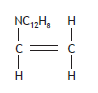 NC₁₂H₈ H
C C
H H